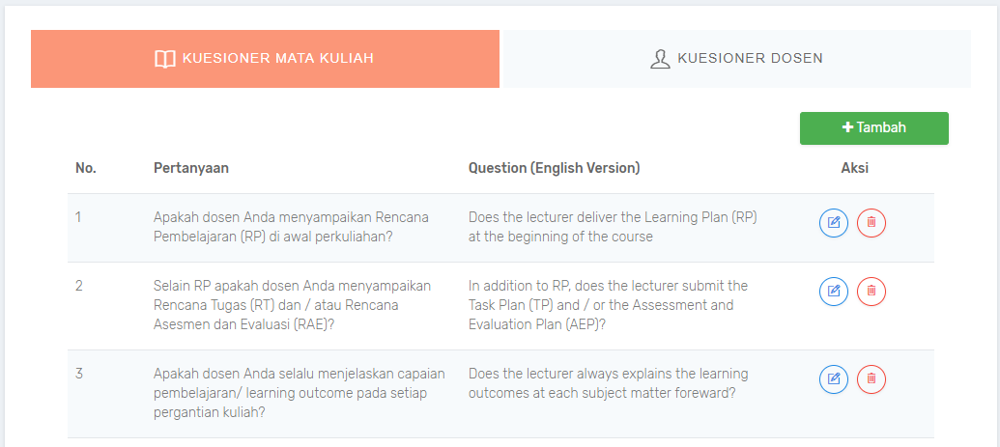 KUESIONER MATA KULIAH
KUESIONER DOSEN
Tambah
No. Pertanyaan Question (English Version) Aksi
1
Apakah dosen Anda menyampaikan Rencana
Pembelajaran (RP) di awal perkuliahan?
Does the lecturer deliver the Learning Plan (RP)
at the beginning of the course
2
Selain RP apakah dosen Anda menyampaikan
Rencana Tugas (RT) dan / atau Rencana
Asesmen dan Evaluasi (RAE)?
In addition to RP, does the lecturer submit the
Task Plan (TP) and / or the Assessment and
Evaluation Plan (AEP)?
3
Apakah dosen Anda selalu menjelaskan capaian
pembelajaran/ learning outcome pada setiap
pergantian kuliah?
Does the lecturer always explains the learning
outcomes at each subject matter foreward?